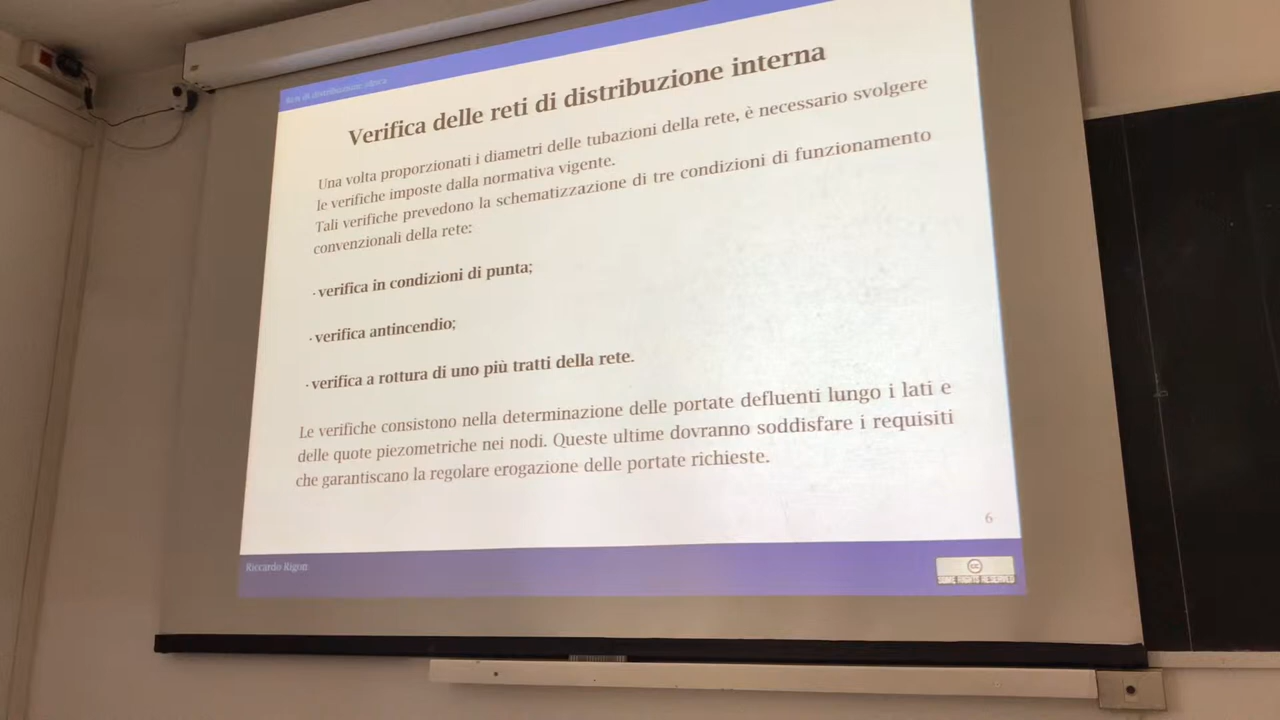 Reti di distribuzione idrica
Verifica delle reti di distribuzione interna
Una volta proporzionati i diametri delle tubazioni della rete, è necessario svolgere
le verifiche imposte dalla normativa vigente.
Tali verifiche prevedono la schematizzazione di tre condizioni di funzionamento
convenzionali della rete:
· verifica in condizioni di punta;
· verifica antincendio;
· verifica a rottura di uno più tratti della rete.
Le verifiche consistono nella determinazione delle portate defluenti lungo i lati e
delle quote piezometriche nei nodi. Queste ultime dovranno soddisfare i requisiti
che garantiscano la regolare erogazione delle portate richieste.
6
Riccardo Rigon
cc
SOME RIGHTS RESERVED